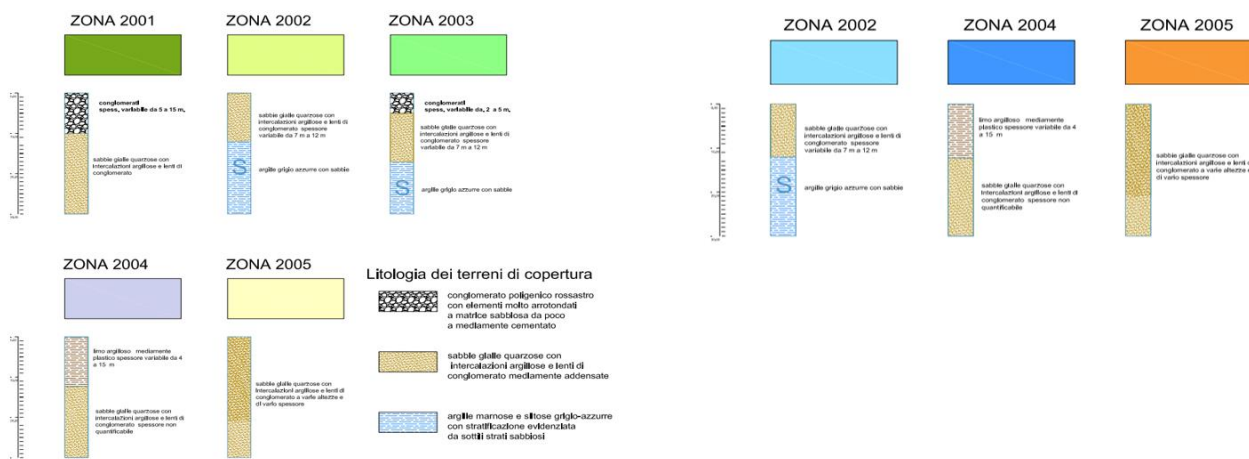 ZONA 2001
conglomerati
spess, variabile da 5 a 15 m,
sabbie gialle quarzose con
intercalazioni argillose e lenti di
conglomerato
ZONA 2002
sabbie gialle quarzose con
intercalazioni argillose e lenti di
conglomerato spessore
variabile da 7 m a 12 m
S
argille grigio azzurre con sabbie
ZONA 2003
conglomerati
spess, variabile da, 2 a 5 m,
sabbie gialle quarzose con
intercalazioni argillose e lenti di
conglomerato spessore
variabile da 7 m a 12 m
S
argille grigio azzurre con sabbie
ZONA 2002
sabbie gialle quarzose con
intercalazioni argillose e lenti di
conglomerato spessore
variabile da 7 m a 12 m
S
argille grigio azzurre con sabbie
ZONA 2004
limo argilloso mediamente
plastico spessore variabile da 4
a 15 m
sabbie gialle quarzose con
intercalazioni argillose e lenti di
conglomerato spessore non
quantificabile
ZONA 2005
sabbie gialle quarzose con
intercalazioni argillose e lenti
conglomerato a varie altezze e
di vario spessore
ZONA 2004
limo argilloso mediamente
plastico spessore variabile da 4
a 15 m
sabbie gialle quarzose con
intercalazioni argillose e lenti di
conglomerato spessore non
quantificabile
ZONA 2005
sabbie gialle quarzose con
intercalazioni argillose e lenti di
conglomerato a varie altezze e
di vario spessore
Litologia dei terreni di copertura
conglomerato poligenico rossastro
con elementi molto arrotondati
a matrice sabbiosa da poco
a mediamente cementato
sabbie gialle quarzose con
intercalazioni argillose e lenti di
conglomerato mediamente addensate
argille marnose e siltose grigio-azzurre
con stratificazione evidenziata
da sottili strati sabbiosi